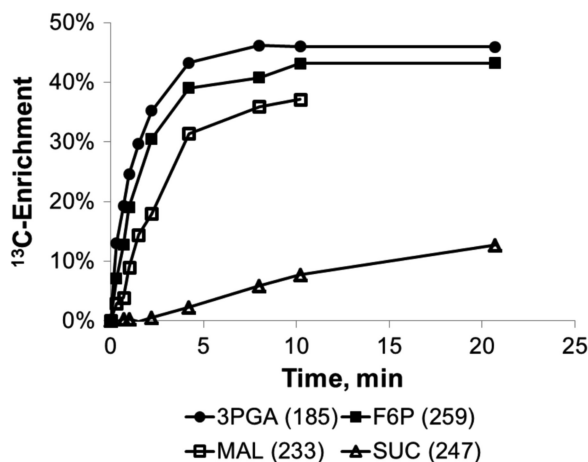 50%
40%
30%
20%
10%
0%
¹³C-Enrichment
0 5 10 15 20 25
Time, min
3PGA (185) F6P (259)
MAL (233) SUC (247)